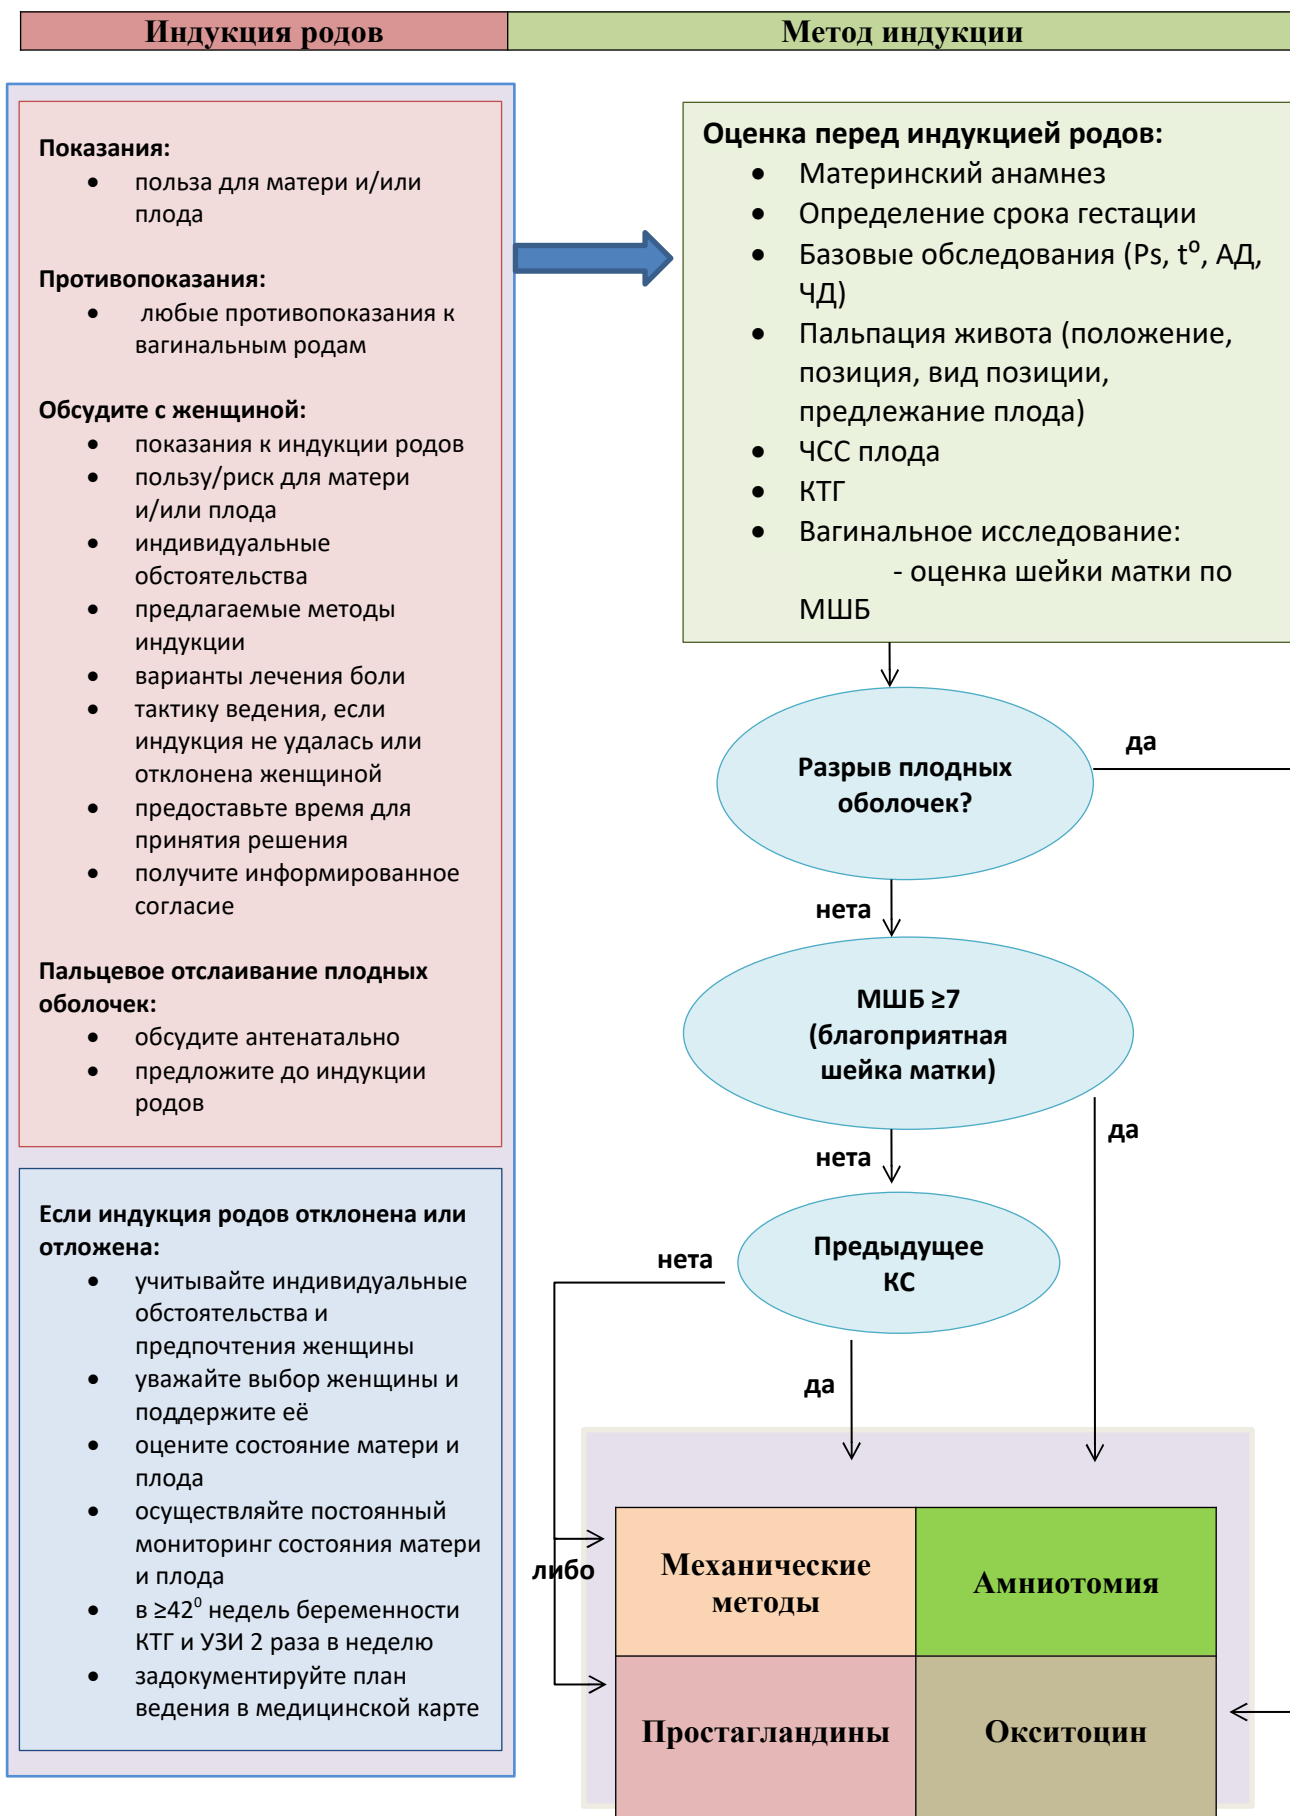 Индукция родов
Метод индукции
Показания:
• польза для матери и/или
плода
Противопоказания:
• любые противопоказания к
вагинальным родам
Обсудите с женщиной:
• показания к индукции родов
• пользу/риск для матери
и/или плода
• индивидуальные
обстоятельства
• предлагаемые методы
индукции
• варианты лечения боли
• тактику ведения, если
индукция не удалась или
отклонена женщиной
• предоставьте время для
принятия решения
• получите информированное
согласие
Пальцевое отслаивание плодных
оболочек:
• обсудите антенатально
• предложите до индукции
родов
Если индукция родов отклонена или
отложена:
• учитывайте индивидуальные
обстоятельства и
предпочтения женщины
• уважайте выбор женщины и
поддержите её
• оцените состояние матери и
плода
• осуществляйте постоянный
мониторинг состояния матери
и плода
• в ≥42⁰ недель беременности
КТГ и УЗИ 2 раза в неделю
• задокументируйте план
ведения в медицинской карте
Оценка перед индукцией родов:
• Материнский анамнез
• Определение срока гестации
• Базовые обследования (Ps, t⁰, АД,
ЧД)
• Пальпация живота (положение,
позиция, вид позиции,
предлежание плода)
• ЧСС плода
• КТГ
• Вагинальное исследование:
- оценка шейки матки по
МШБ
Разрыв плодных
оболочек?
да
нета
МШБ ≥7
(благоприятная
шейка матки)
да
нета
Предыдущее
КС
нета
да
либо
Механические
методы
Амниотомия
Простагландины
Окситоцин